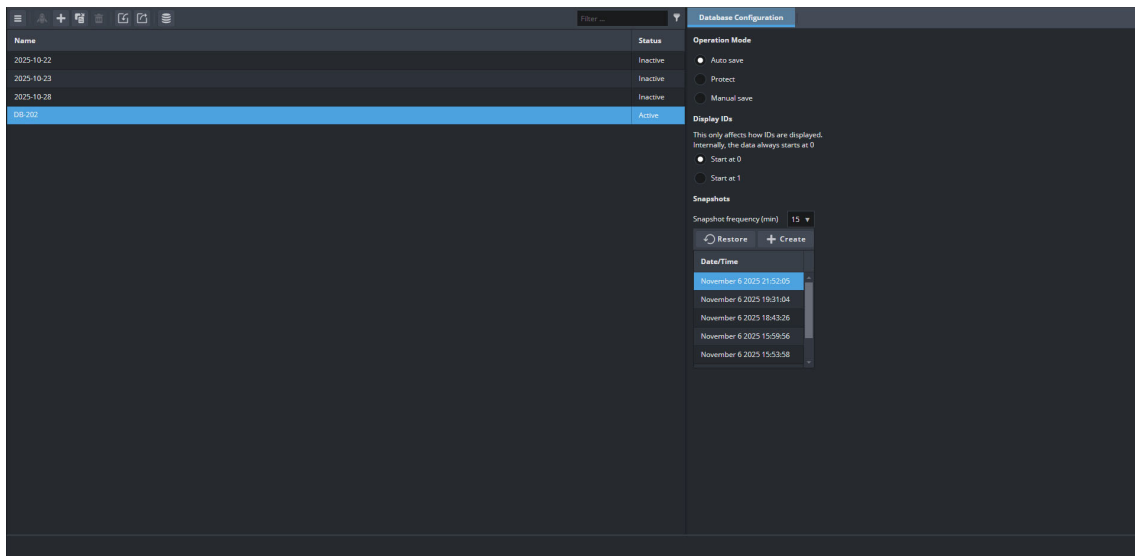 Filter ...
Name Status
2025-10-22 Inactive
2025-10-23 Inactive
2025-10-28 Inactive
DB-202 Active
Database Configuration
Operation Mode
Auto save
Protect
Manual save
Display IDs
This only affects how IDs are displayed.
Internally, the data always starts at 0
Start at 0
Start at 1
Snapshots
Snapshot frequency (min) 15
Restore Create
Date/Time
November 6 2025 21:52:05
November 6 2025 19:31:04
November 6 2025 18:43:26
November 6 2025 15:59:56
November 6 2025 15:53:58